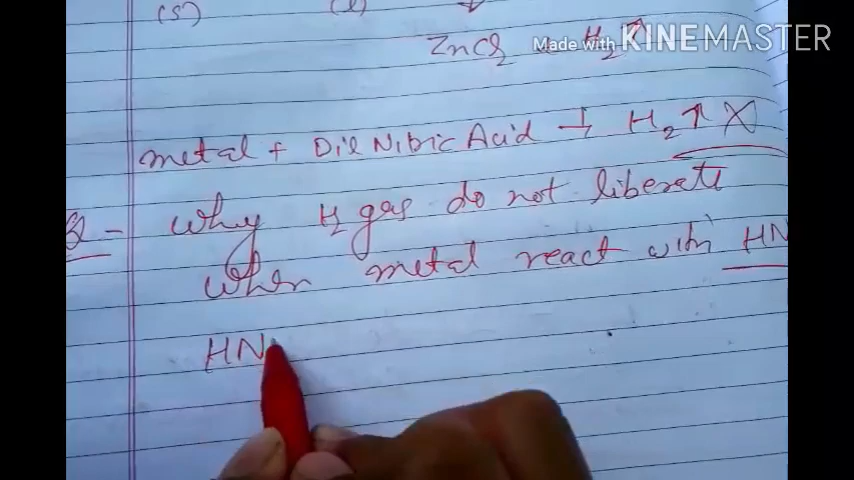 (s) (l)
ZnCl2 + H2↑
Made with KINEMASTER
metal + Dil Nitric Acid → H2↑ X
Q - Why H2 gas do not liberate
when metal react with HN
HN